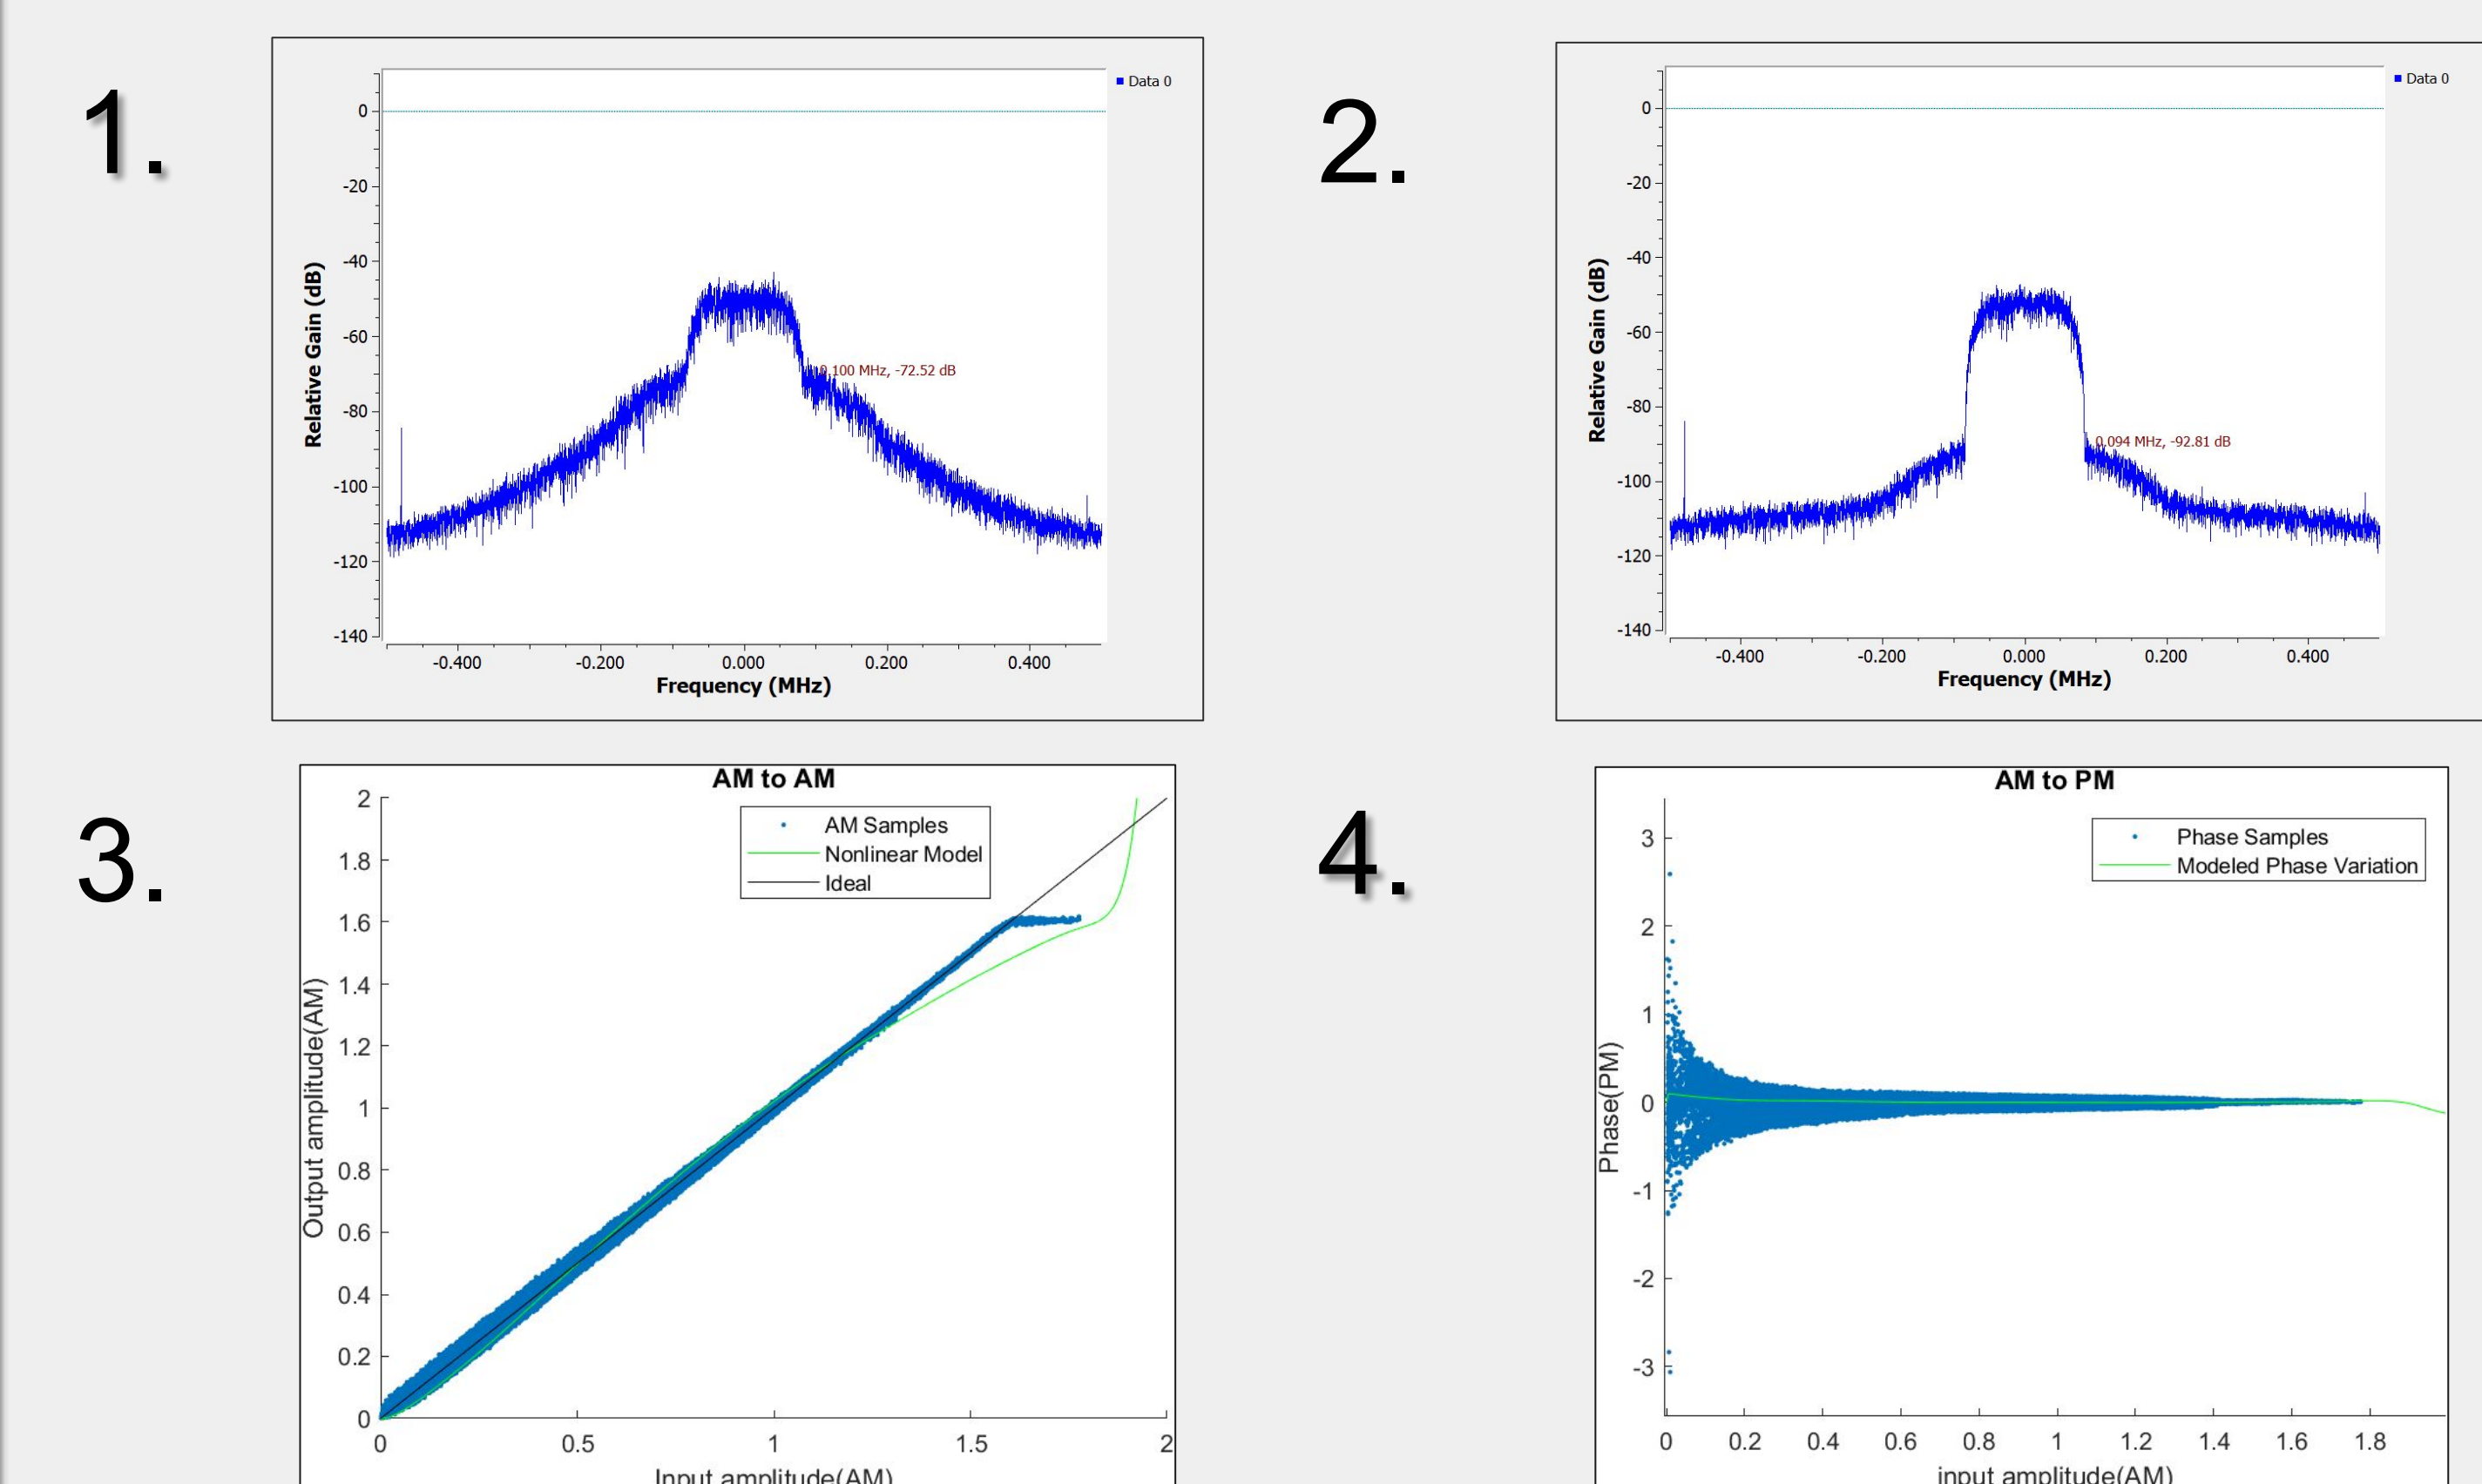 1.
Data 0
0
-20
-40
-60
-80
-100
-120
-140
Relative Gain (dB)
0.100 MHz, -72.52 dB
-0.400 -0.200 0.000 0.200 0.400
Frequency (MHz)
2.
Data 0
0
-20
-40
-60
-80
-100
-120
-140
Relative Gain (dB)
0.094 MHz, -92.81 dB
-0.400 -0.200 0.000 0.200 0.400
Frequency (MHz)
3.
AM to AM
AM Samples
Nonlinear Model
Ideal
2
1.8
1.6
1.4
1.2
1
0.8
0.6
0.4
0.2
0
Output amplitude(AM)
0 0.5 1 1.5 2
Input amplitude(AM)
4.
AM to PM
Phase Samples
Modeled Phase Variation
3
2
1
0
-1
-2
-3
Phase(PM)
0 0.2 0.4 0.6 0.8 1 1.2 1.4 1.6 1.8
input amplitude(AM)